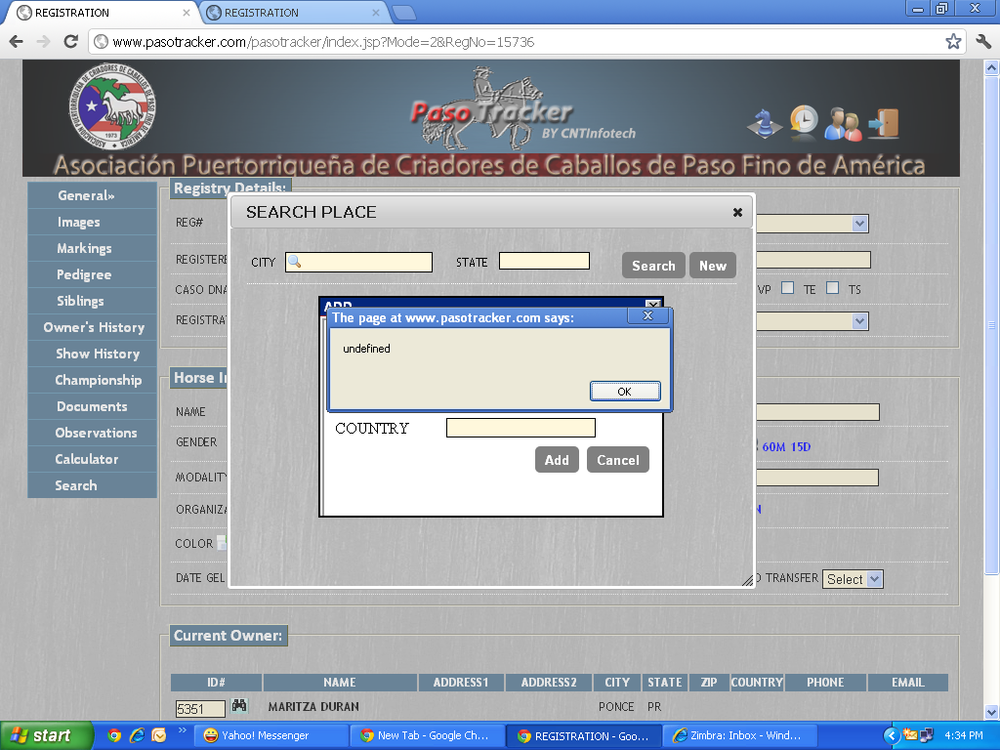 REGISTRATION
REGISTRATION
www.pasotracker.com/pasotracker/index.jsp?Mode=2&RegNo=15736
Paso Tracker
BY CNTInfotech
Asociación Puertorriqueña de Criadores de Caballos de Paso Fino de América
General»
Images
Markings
Pedigree
Siblings
Owner's History
Show History
Championship
Documents
Observations
Calculator
Search
Registry Details:
REG#
REGISTERE
CASO DNA
VP TE TS
REGISTRAT
SEARCH PLACE
CITY STATE Search New
ADD
The page at www.pasotracker.com says:
undefined
OK
COUNTRY
Add Cancel
Horse In
NAME
GENDER
60M 15D
MODALITY
ORGANIZA
N
COLOR
DATE GEL
TRANSFER Select
Current Owner:
ID# NAME ADDRESS1 ADDRESS2 CITY STATE ZIP COUNTRY PHONE EMAIL
5351 MARITZA DURAN PONCE PR
start Yahoo! Messenger New Tab - Google Ch... REGISTRATION - Goo... Zimbra: Inbox - Wind... 4:34 PM